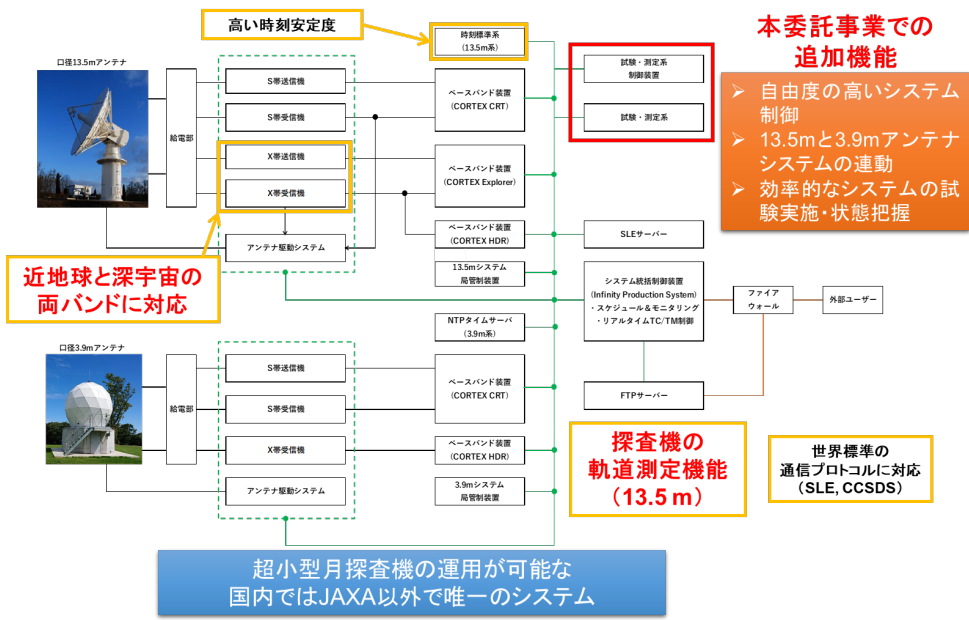 高い時刻安定度
時刻標準系
(13.5m系)
本委託事業での
追加機能
試験・測定系
制御装置
試験・測定系
➢ 自由度の高いシステム
制御
➢ 13.5mと3.9mアンテナ
システムの連動
➢ 効率的なシステムの試
験実施・状態把握
口径13.5mアンテナ
給電部
S帯送信機
S帯受信機
X帯送信機
X帯受信機
アンテナ駆動システム
ベースバンド装置
(CORTEX CRT)
ベースバンド装置
(CORTEX Explorer)
ベースバンド装置
(CORTEX HDR)
13.5mシステム
局管制装置
近地球と深宇宙の
両バンドに対応
SLEサーバー
システム統括制御装置
(Infinity Production System)
・スケジュール&モニタリング
・リアルタイムTC/TM制御
ファイア
ウォール
外部ユーザー
NTPタイムサーバ
(3.9m系)
FTPサーバー
口径3.9mアンテナ
給電部
S帯送信機
S帯受信機
X帯受信機
アンテナ駆動システム
ベースバンド装置
(CORTEX CRT)
ベースバンド装置
(CORTEX HDR)
3.9mシステム
局管制装置
探査機の
軌道測定機能
(13.5 m)
世界標準の
通信プロトコルに対応
(SLE, CCSDS)
超小型月探査機の運用が可能な
国内ではJAXA以外で唯一のシステム